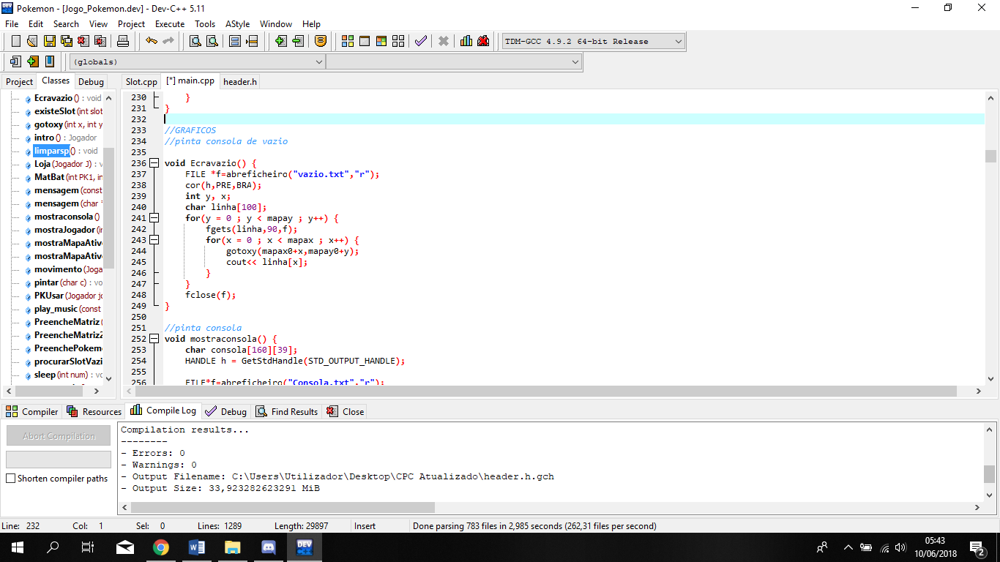 Pokemon - [Jogo_Pokemon.dev] - Dev-C++ 5.11
File Edit Search View Project Execute Tools AStyle Window Help
TDM-GCC 4.9.2 64-bit Release
(globals)
Project Classes Debug
Slot.cpp [*] main.cpp header.h
Ecravazio () : void
existeSlot (int slot
gotoxy (int x, int y
intro () : Jogador
limparsp () : void
Loja (Jogador J) : v
MatBat (int PK1, in
mensagem (const
mensagem (char *
mostraconsola ()
mostraJogador (in
mostraMapaAtiv
mostraMapaAtiv
movimento (Joga
pintar (char c) : vo
PKUsar (Jogador jo
play_music (const
PreencheMatriz (
PreencheMatriz2
PreenchePokem
procurarSlotVazi
sleep (int num) : vo
230 }
231 }
232
233 //GRAFICOS
234 //pinta consola de vazio
235
236 void Ecravazio() {
237 FILE *f=abreficheiro("vazio.txt","r");
238 cor(h,PRE,BRA);
239 int y, x;
240 char linha[100];
241 for(y = 0 ; y < mapay ; y++) {
242 fgets(linha,90,f);
243 for(x = 0 ; x < mapax ; x++) {
244 gotoxy(mapax0+x,mapay0+y);
245 cout<< linha[x];
246 }
247 }
248 fclose(f);
249 }
250
251 //pinta consola
252 void mostraconsola() {
253 char consola[160][39];
254 HANDLE h = GetStdHandle(STD_OUTPUT_HANDLE);
255
256 FILE*f=abreficheiro("Consola.txt","r");
Compiler Resources Compile Log Debug Find Results Close
Abort Compilation
Shorten compiler paths
Compilation results...
--------
- Errors: 0
- Warnings: 0
- Output Filename: C:\Users\Utilizador\Desktop\CPC Atualizado\header.h.gch
- Output Size: 33,923282623291 MiB
Line: 232 Col: 1 Sel: 0 Lines: 1289 Length: 29897 Insert Done parsing 783 files in 2,985 seconds (262,31 files per second)
05:43
10/06/2018
2